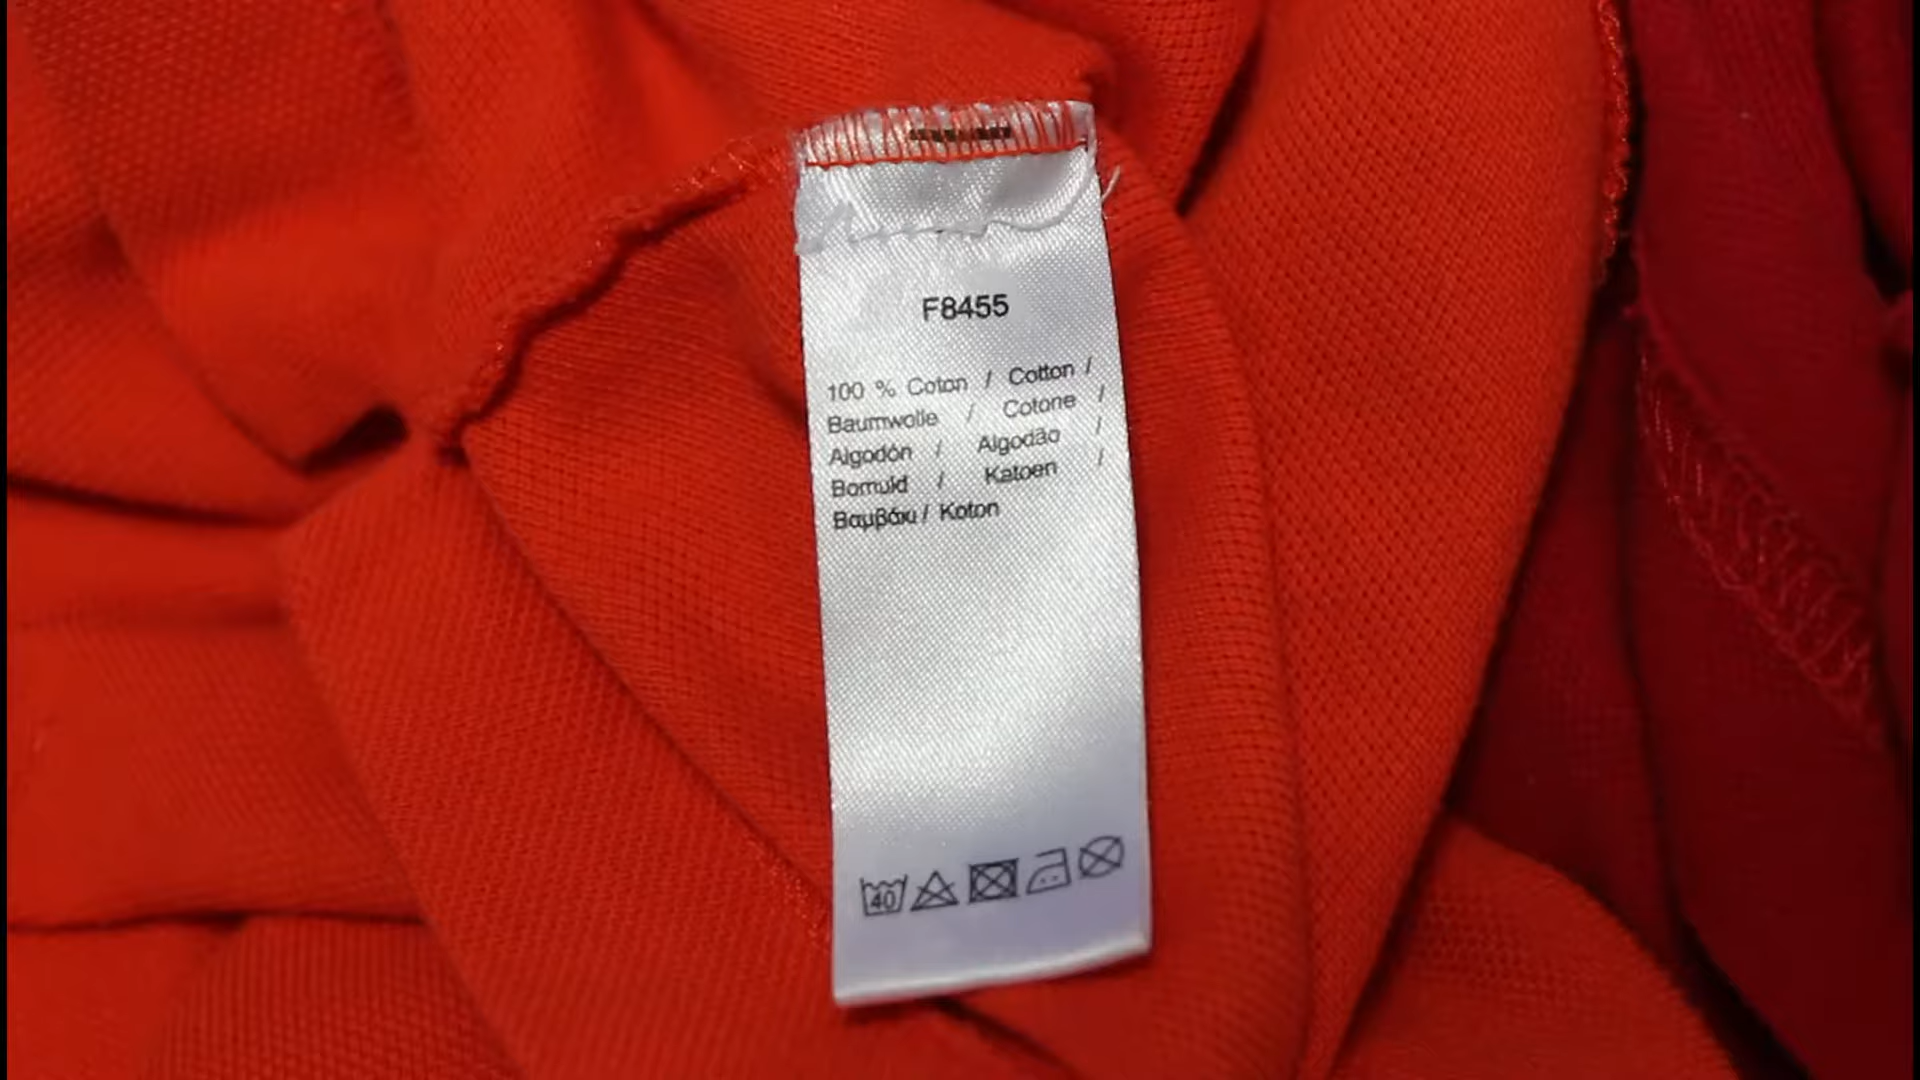 F8455
100 % Coton / Cotton /
Baumwolle / Cotone /
Algodón / Algodão /
Bomuld / Katoen /
Βαμβάκι / Koton
40